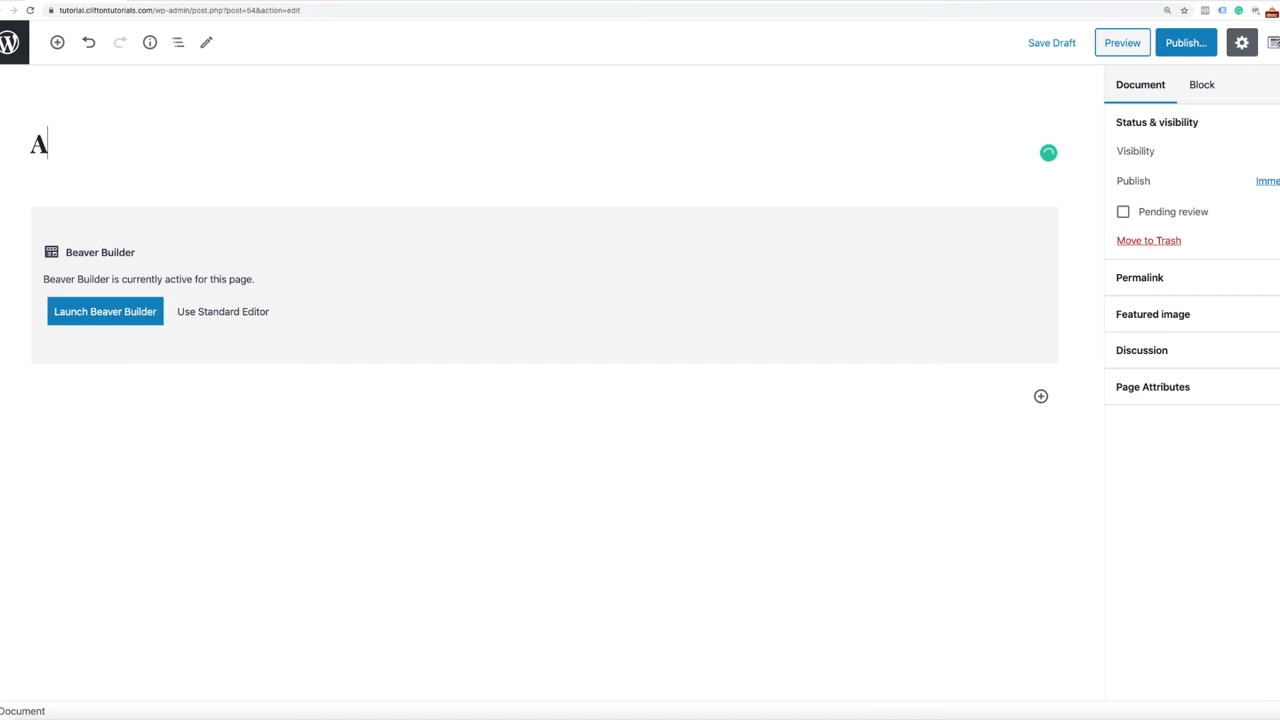 tutorial.cliftontutorials.com/wp-admin/post.php?post=54&action=edit
Save Draft
Preview
Publish...
Document
Block
Status & visibility
A
Visibility
Publish
Imme
Pending review
Move to Trash
Beaver Builder
Beaver Builder is currently active for this page.
Launch Beaver Builder
Use Standard Editor
Permalink
Featured image
Discussion
Page Attributes
Document